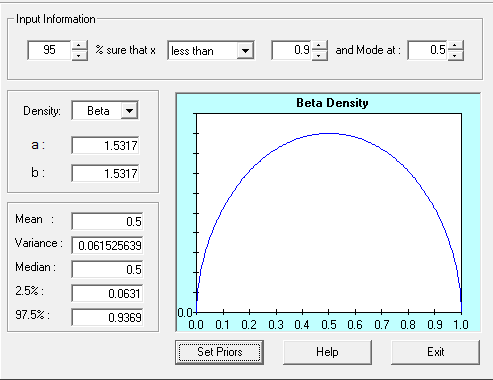 Input Information
95 % sure that x less than 0.9 and Mode at : 0.5
Density: Beta
a : 1.5317
b : 1.5317
Mean : 0.5
Variance : 0.061525639
Median : 0.5
2.5% : 0.0631
97.5% : 0.9369
Beta Density
0.0
0.0 0.1 0.2 0.3 0.4 0.5 0.6 0.7 0.8 0.9 1.0
Set Priors Help Exit